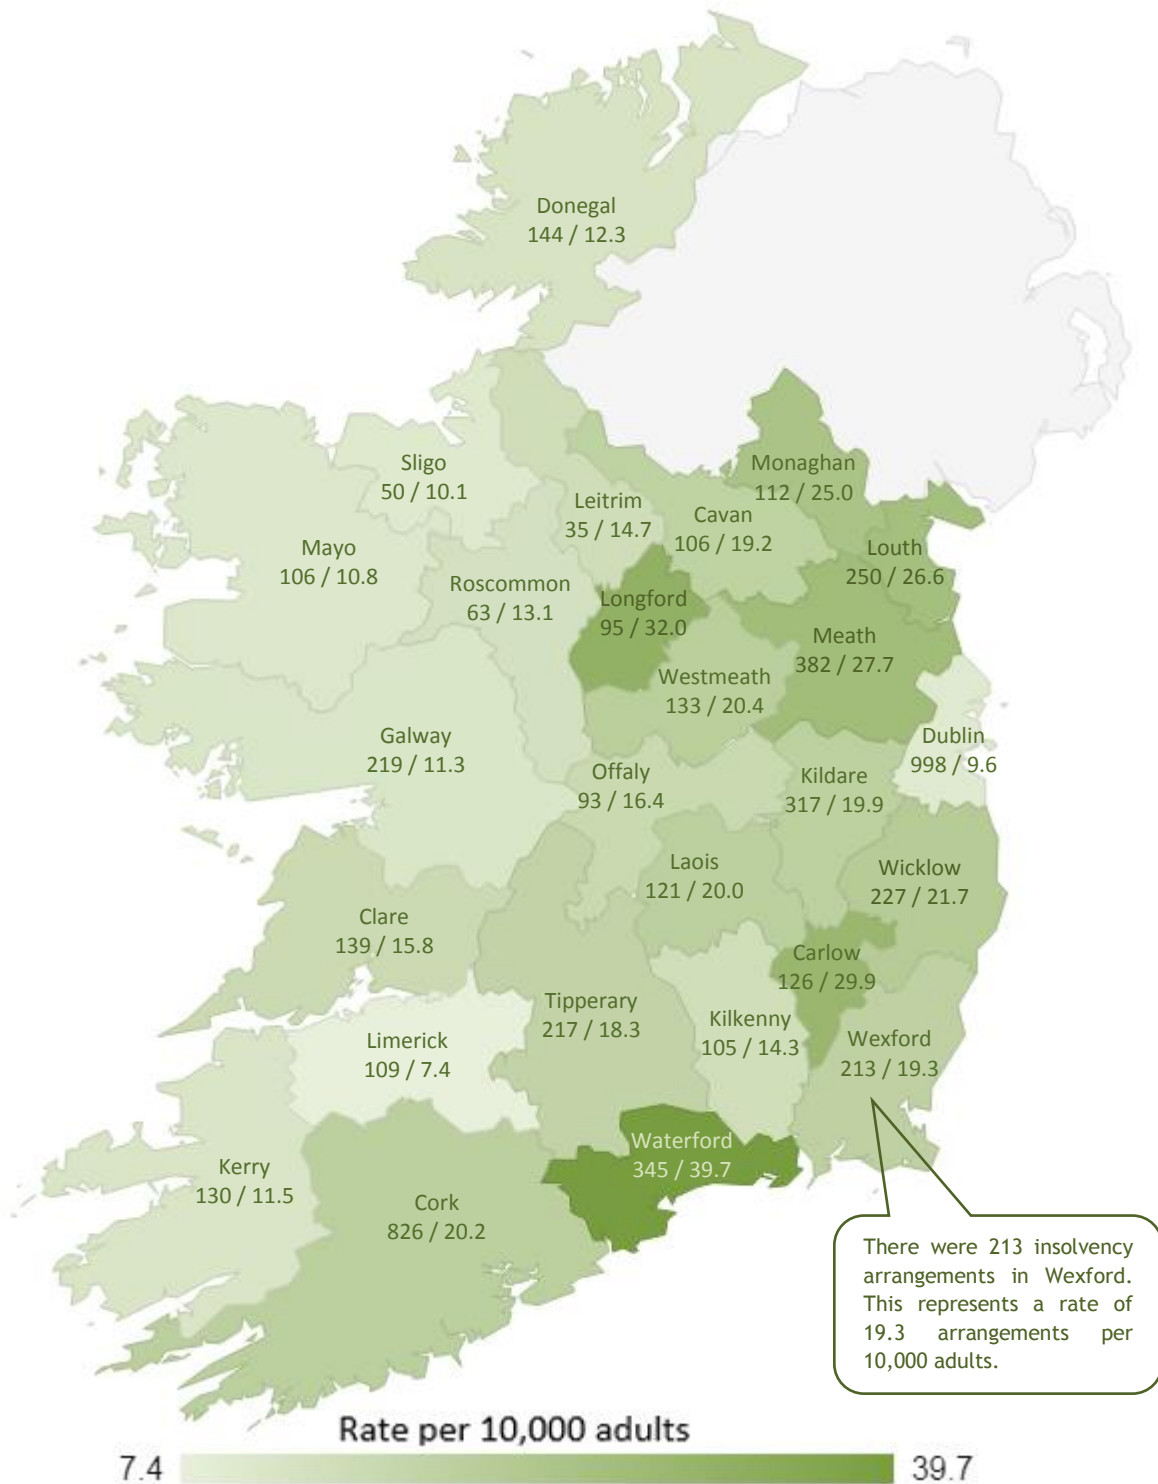 Donegal
144 / 12.3
Sligo
50 / 10.1
Monaghan
112 / 25.0
Leitrim
35 / 14.7
Cavan
106 / 19.2
Mayo
106 / 10.8
Louth
250 / 26.6
Roscommon
63 / 13.1
Longford
95 / 32.0
Meath
382 / 27.7
Westmeath
133 / 20.4
Galway
219 / 11.3
Dublin
998 / 9.6
Offaly
93 / 16.4
Kildare
317 / 19.9
Laois
121 / 20.0
Wicklow
227 / 21.7
Clare
139 / 15.8
Carlow
126 / 29.9
Tipperary
217 / 18.3
Kilkenny
105 / 14.3
Limerick
109 / 7.4
Wexford
213 / 19.3
Waterford
345 / 39.7
Kerry
130 / 11.5
Cork
826 / 20.2
There were 213 insolvency
arrangements in Wexford.
This represents a rate of
19.3 arrangements per
10,000 adults.
Rate per 10,000 adults
7.4 39.7